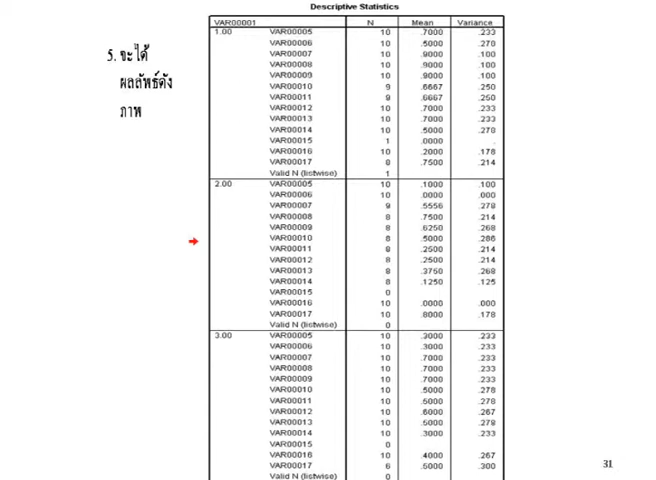 Descriptive Statistics
VAR00001 N Mean Variance
5. จะได้
ผลลัพธ์ดัง
ภาพ
1.00 VAR00005 10 .7000 .233
VAR00006 10 .5000 .278
VAR00007 10 .9000 .100
VAR00008 10 .9000 .100
VAR00009 10 .9000 .100
VAR00010 9 .6667 .250
VAR00011 9 .6667 .250
VAR00012 10 .7000 .233
VAR00013 10 .7000 .233
VAR00014 10 .5000 .278
VAR00015 1 .0000 .
VAR00016 10 .2000 .178
VAR00017 8 .7500 .214
Valid N (listwise) 1
2.00 VAR00005 10 .1000 .100
VAR00006 10 .0000 .000
VAR00007 9 .5556 .278
VAR00008 8 .7500 .214
VAR00009 8 .6250 .268
VAR00010 8 .5000 .286
VAR00011 8 .2500 .214
VAR00012 8 .2500 .214
VAR00013 8 .3750 .268
VAR00014 8 .1250 .125
VAR00015 0
VAR00016 10 .0000 .000
VAR00017 10 .8000 .178
Valid N (listwise) 0
3.00 VAR00005 10 .3000 .233
VAR00006 10 .3000 .233
VAR00007 10 .7000 .233
VAR00008 10 .7000 .233
VAR00009 10 .7000 .233
VAR00010 10 .5000 .278
VAR00011 10 .5000 .278
VAR00012 10 .6000 .267
VAR00013 10 .5000 .278
VAR00014 10 .3000 .233
VAR00015 0
VAR00016 10 .4000 .267
VAR00017 6 .5000 .300
Valid N (listwise) 0
31